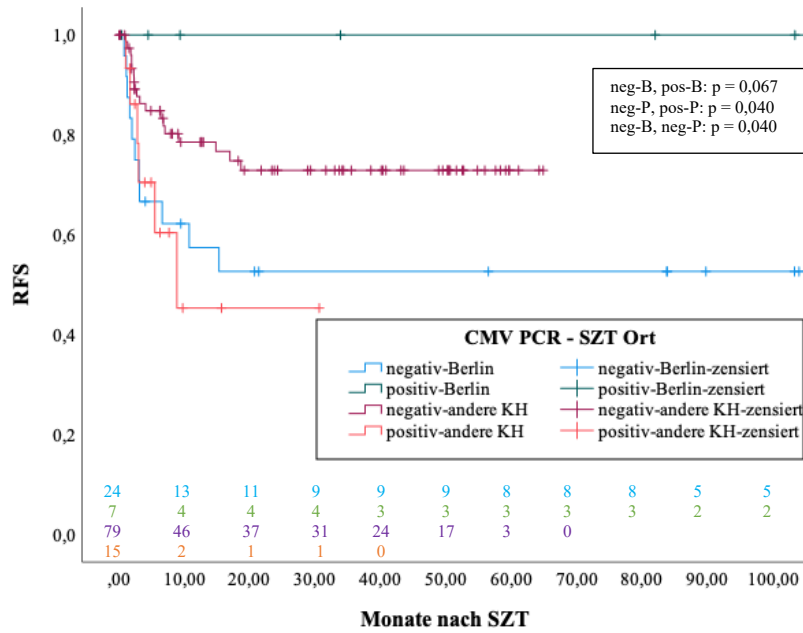 1,0
0,8
0,6
0,4
0,2
0,0
RFS
neg-B, pos-B: p = 0,067
neg-P, pos-P: p = 0,040
neg-B, neg-P: p = 0,040
CMV PCR - SZT Ort
negativ-Berlin negativ-Berlin-zensiert
positiv-Berlin positiv-Berlin-zensiert
negativ-andere KH negativ-andere KH-zensiert
positiv-andere KH positiv-andere KH-zensiert
24 13 11 9 9 9 8 8 8 5 5
7 4 4 4 3 3 3 3 3 2 2
79 46 37 31 24 17 3 0
15 2 1 1 0
,00 10,00 20,00 30,00 40,00 50,00 60,00 70,00 80,00 90,00 100,00
Monate nach SZT